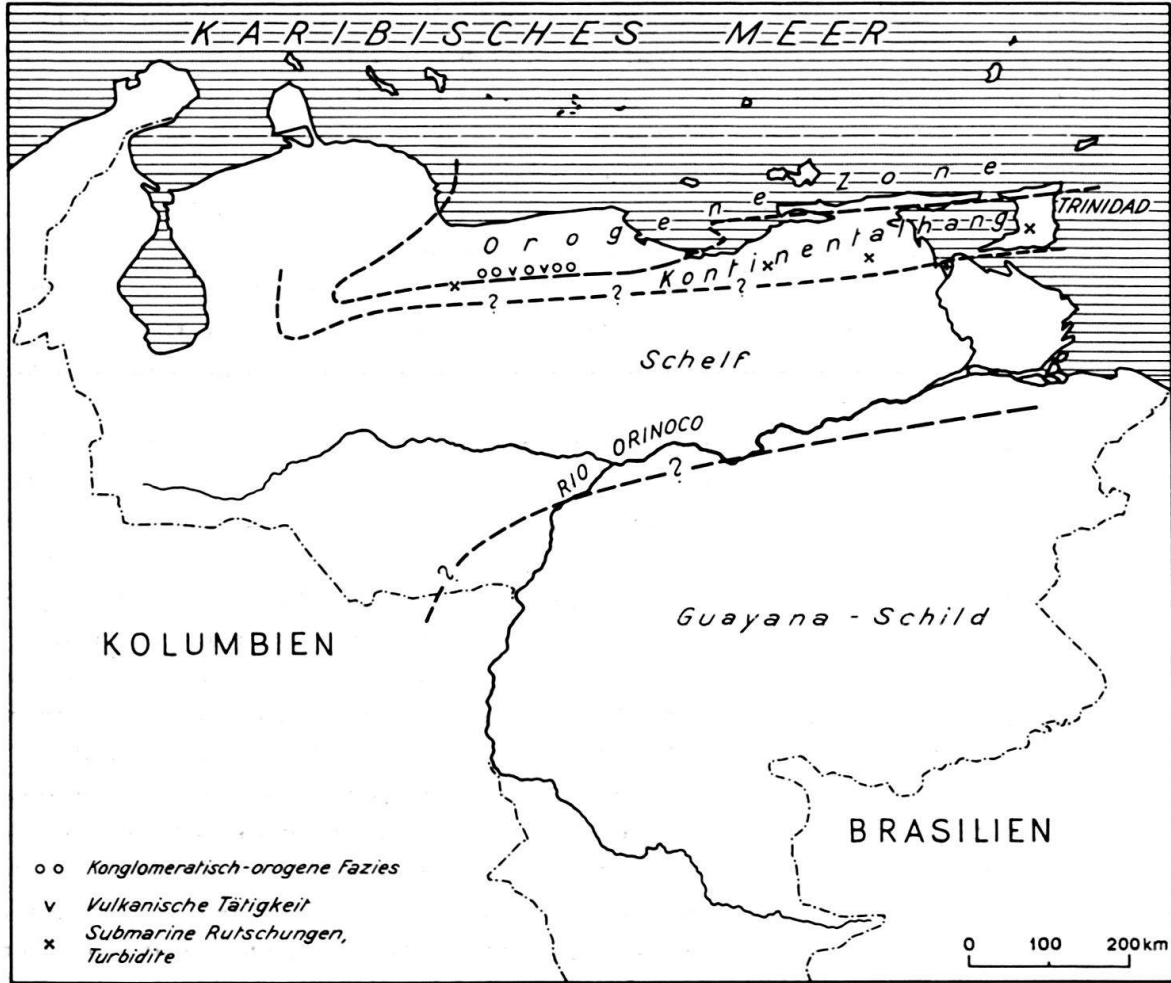 KARIBISCHES MEER
Orogene Zone
TRINIDAD
oovovoo
Kontinentalhang
? ? ?
Schelf
RIO ORINOCO
?
?
Guayana - Schild
KOLUMBIEN
BRASILIEN
o o Konglomeratisch-orogene Fazies
v Vulkanische Tätigkeit
x Submarine Rutschungen,
Turbidite
0 100 200 km